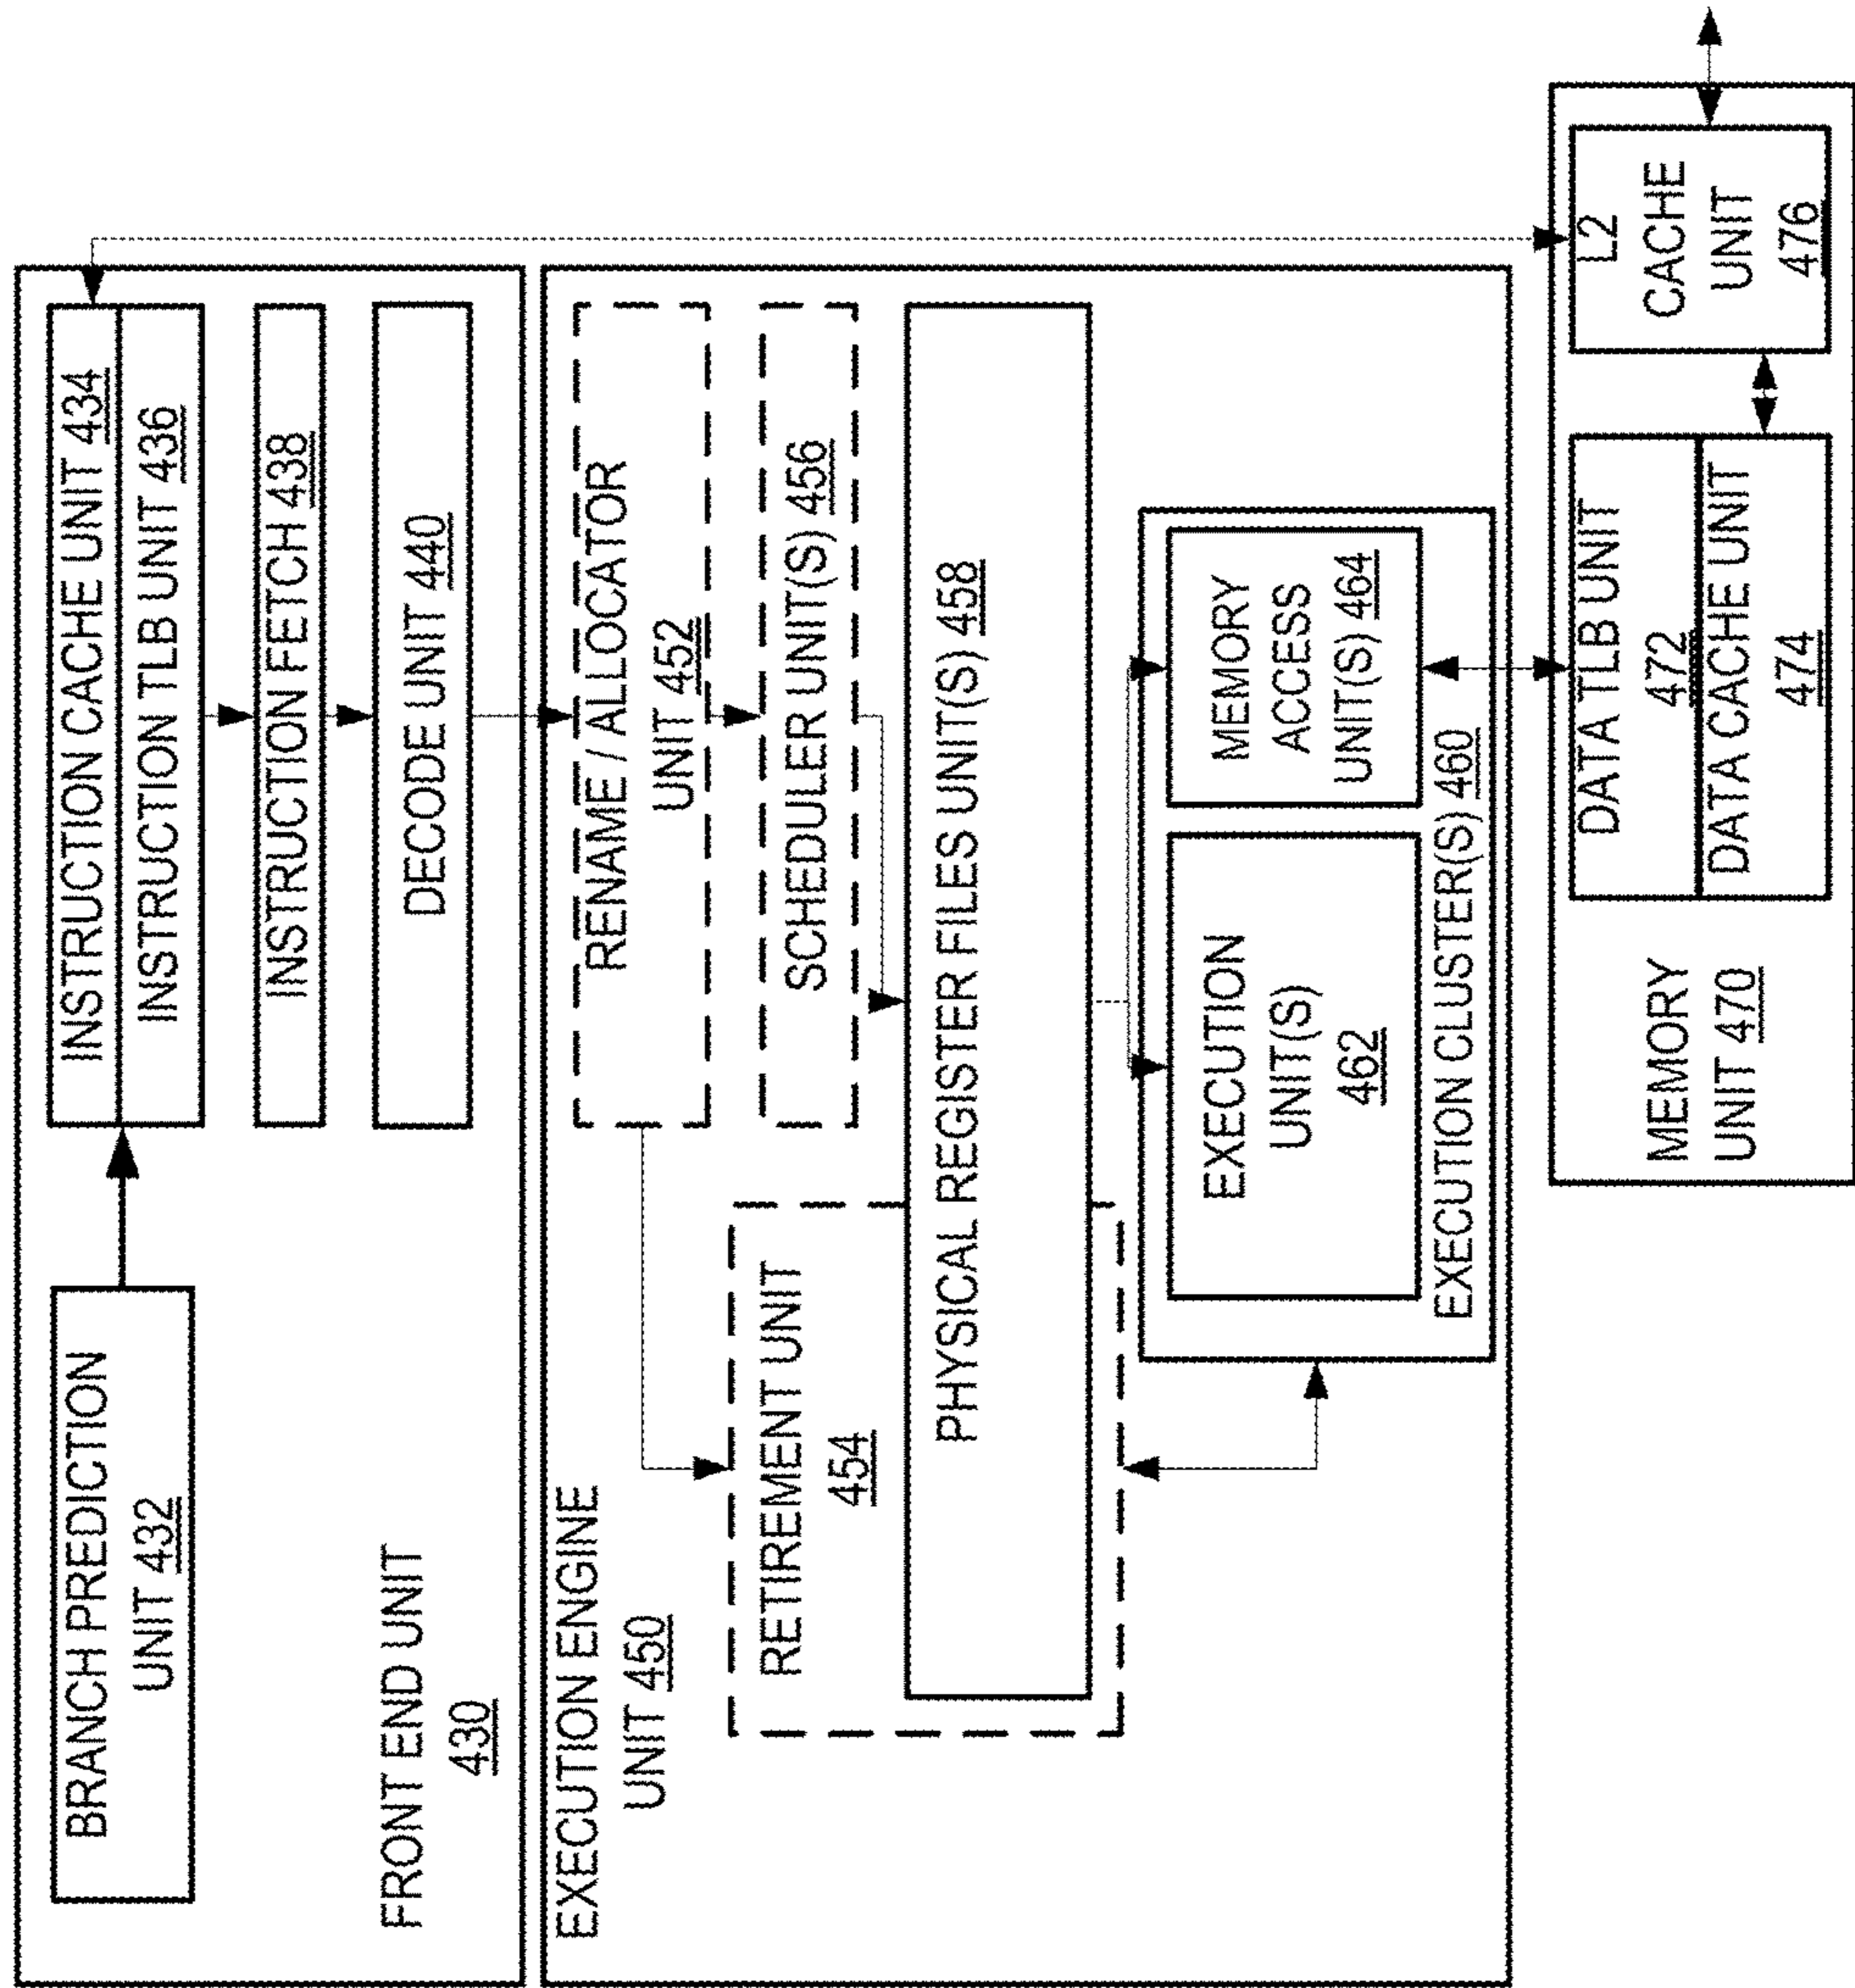 BRANCH PREDICTION
UNIT 432
INSTRUCTION CACHE UNIT 434
INSTRUCTION TLB UNIT 436
INSTRUCTION FETCH 438
DECODE UNIT 440
FRONT END UNIT
430
EXECUTION ENGINE
UNIT 450
RENAME / ALLOCATOR
UNIT 452
SCHEDULER UNIT(S) 456
RETIREMENT UNIT
454
PHYSICAL REGISTER FILES UNIT(S) 458
EXECUTION
UNIT(S)
462
MEMORY
ACCESS
UNIT(S) 464
EXECUTION CLUSTER(S) 460
MEMORY
UNIT 470
DATA TLB UNIT
472
DATA CACHE UNIT
474
L2
CACHE
UNIT
476